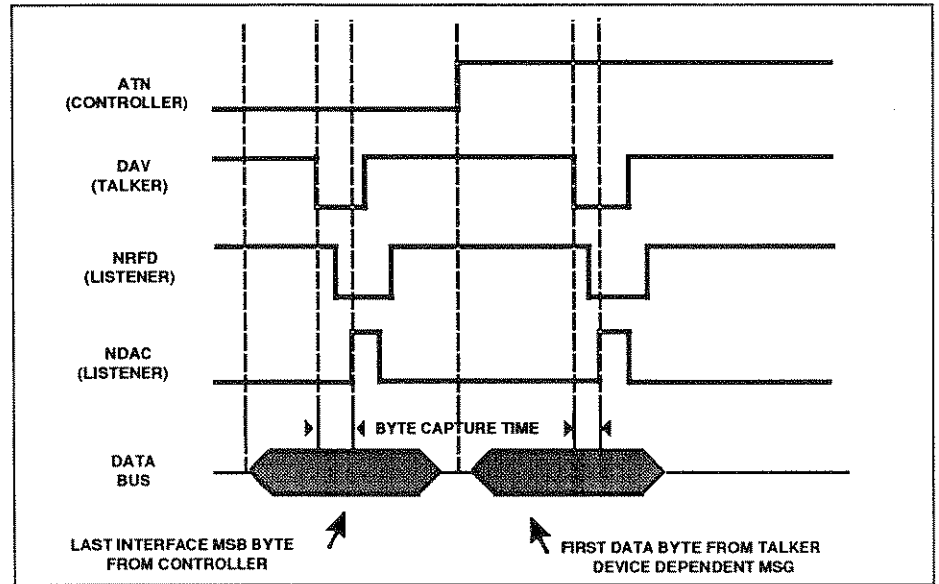 ATN
(CONTROLLER)
DAV
(TALKER)
NRFD
(LISTENER)
NDAC
(LISTENER)
BYTE CAPTURE TIME
DATA
BUS
LAST INTERFACE MSB BYTE
FROM CONTROLLER
FIRST DATA BYTE FROM TALKER
DEVICE DEPENDENT MSG